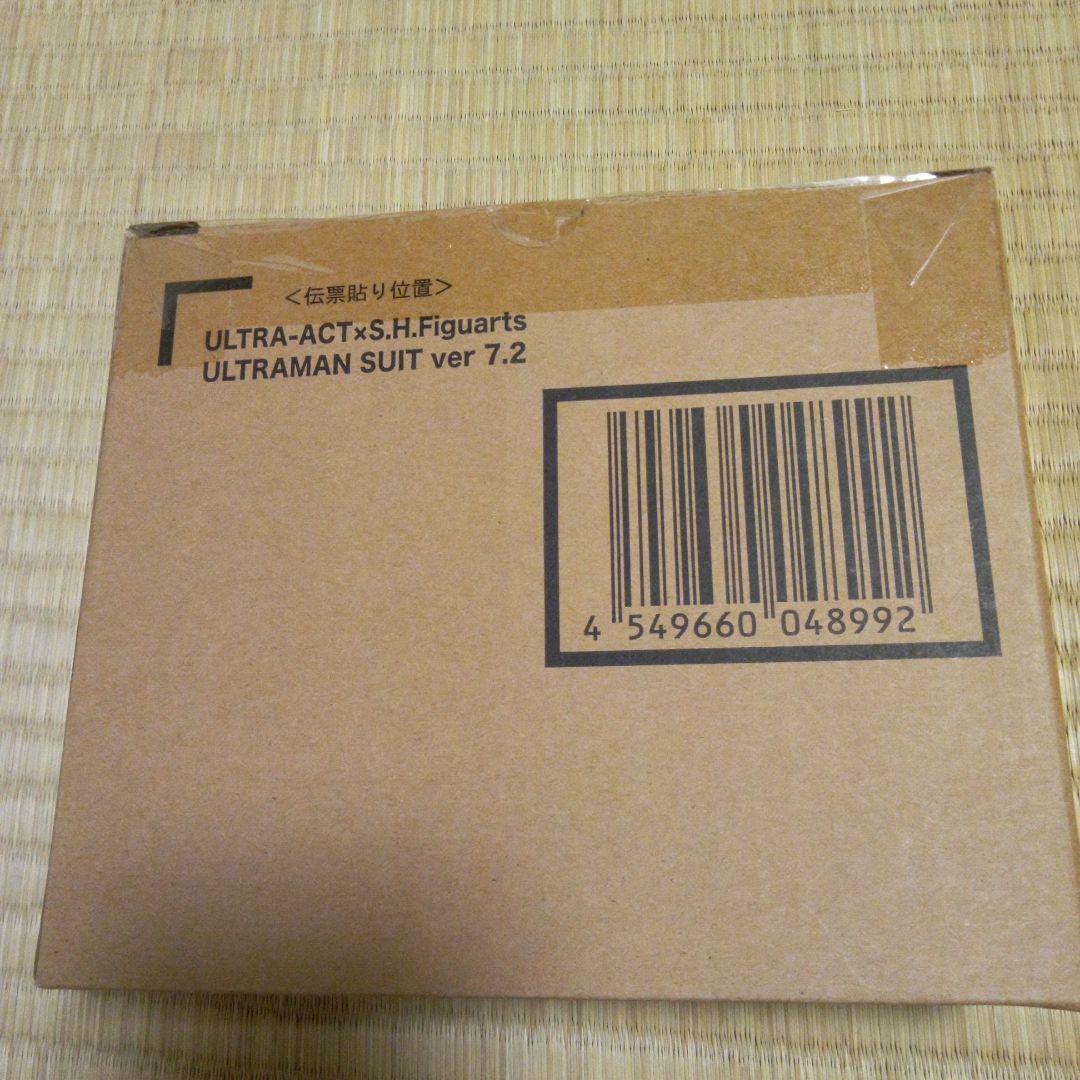 ＜伝票貼り位置＞
ULTRA-ACT×S.H.Figuarts
ULTRAMAN SUIT ver 7.2
4 549660 048992